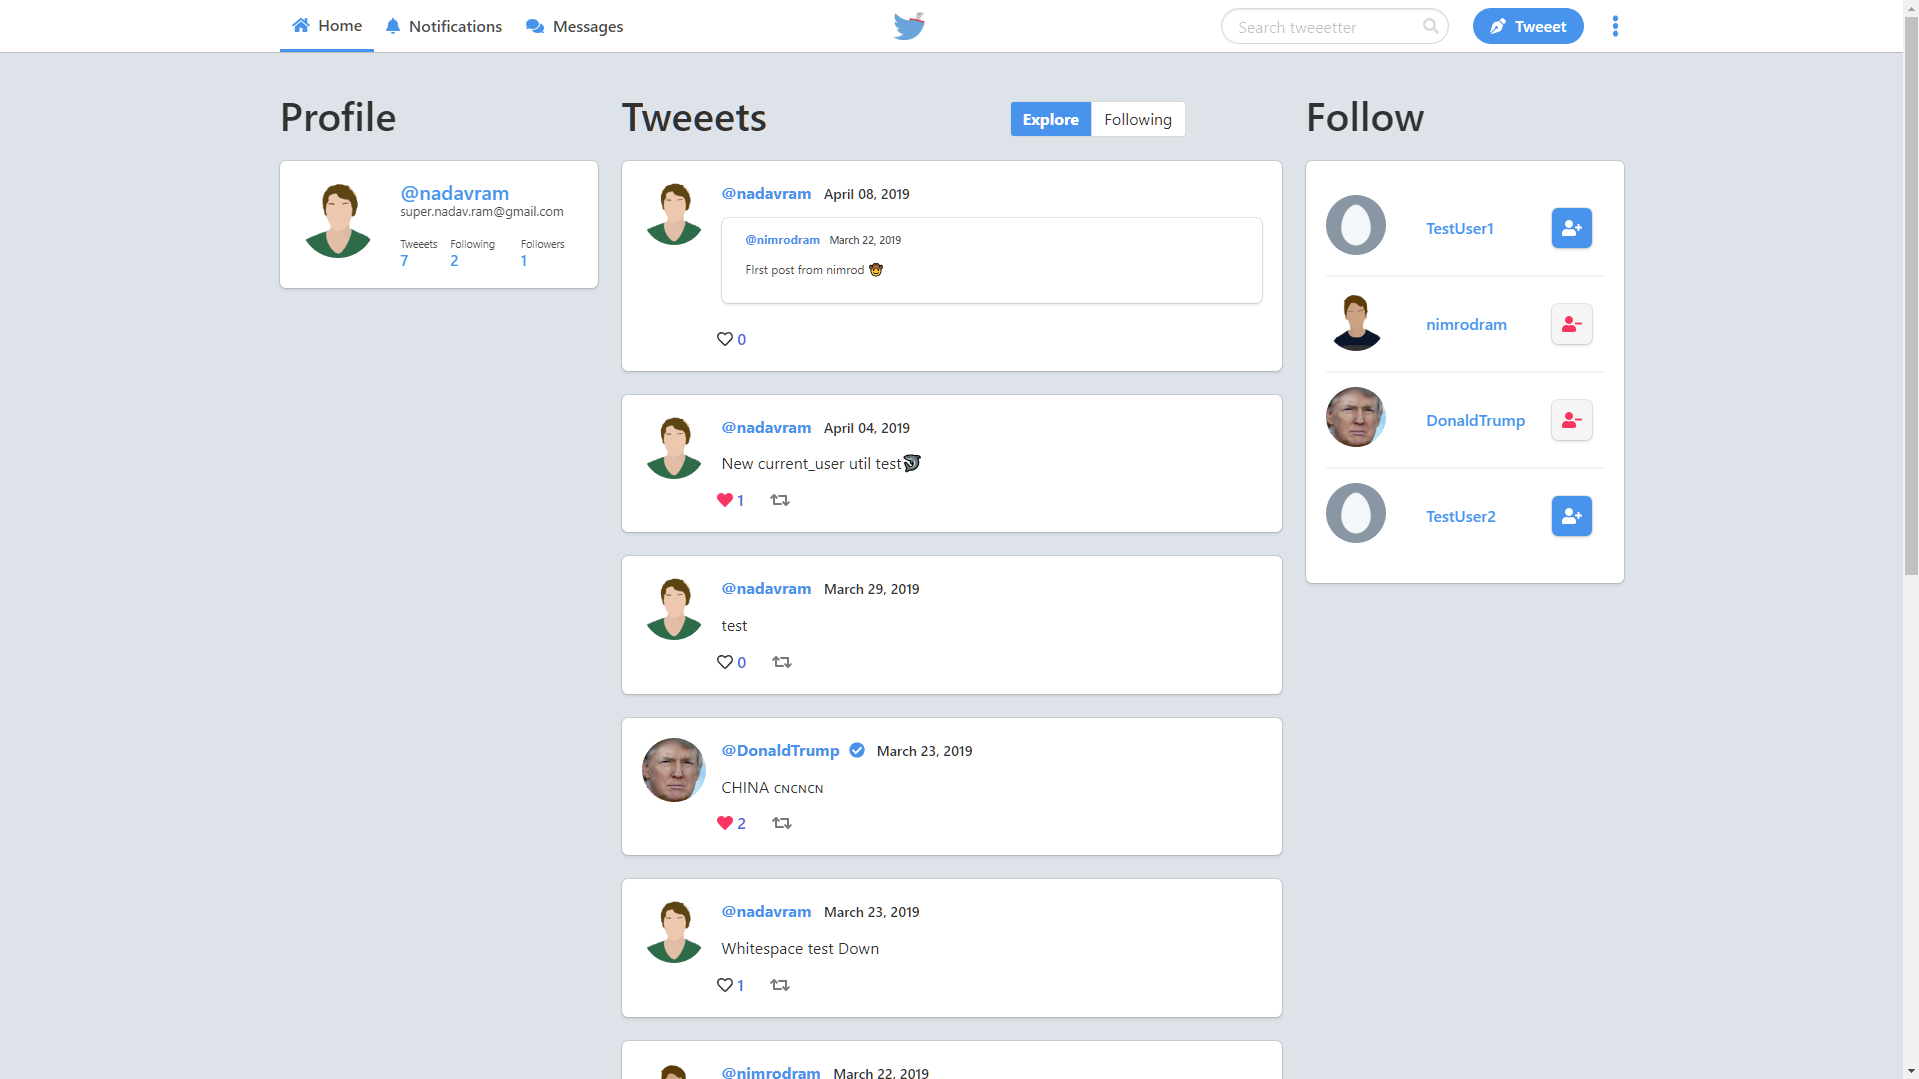 Home Notifications Messages Search tweeetter Tweeet
Profile
@nadavram
super.nadav.ram@gmail.com
Tweeets Following Followers
7 2 1
Tweeets Explore Following
@nadavram April 08, 2019
@nimrodram March 22, 2019
FIrst post from nimrod 🤠
0
@nadavram April 04, 2019
New current_user util test🌪
1
@nadavram March 29, 2019
test
0
@DonaldTrump March 23, 2019
CHINA ᴄɴᴄɴᴄɴ
2
@nadavram March 23, 2019
Whitespace test Down
1
@nimrodram March 22, 2019
Follow
TestUser1
nimrodram
DonaldTrump
TestUser2